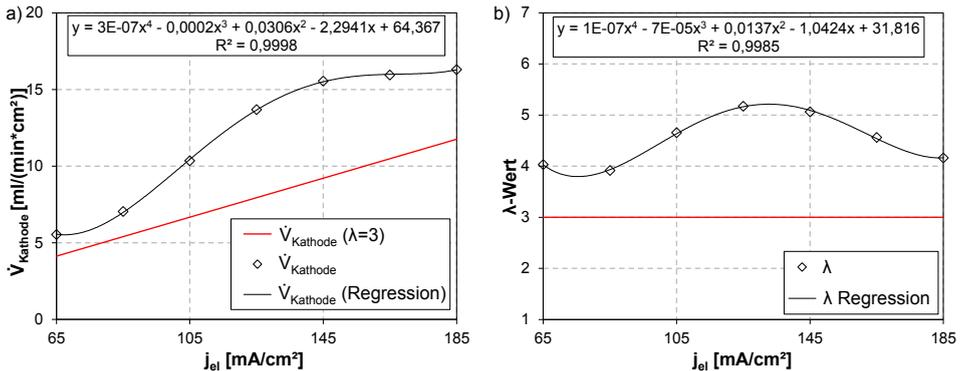 a)
y = 3E-07x⁴ - 0,0002x³ + 0,0306x² - 2,2941x + 64,367
R² = 0,9998
V̇Kathode [ml/(min*cm²)]
20
15
10
5
0
V̇Kathode (λ=3)
V̇Kathode
V̇Kathode (Regression)
65
105
145
185
jel [mA/cm²]
b)
y = 1E-07x⁴ - 7E-05x³ + 0,0137x² - 1,0424x + 31,816
R² = 0,9985
λ-Wert
7
6
5
4
3
2
1
λ
λ Regression
65
105
145
185
jel [mA/cm²]